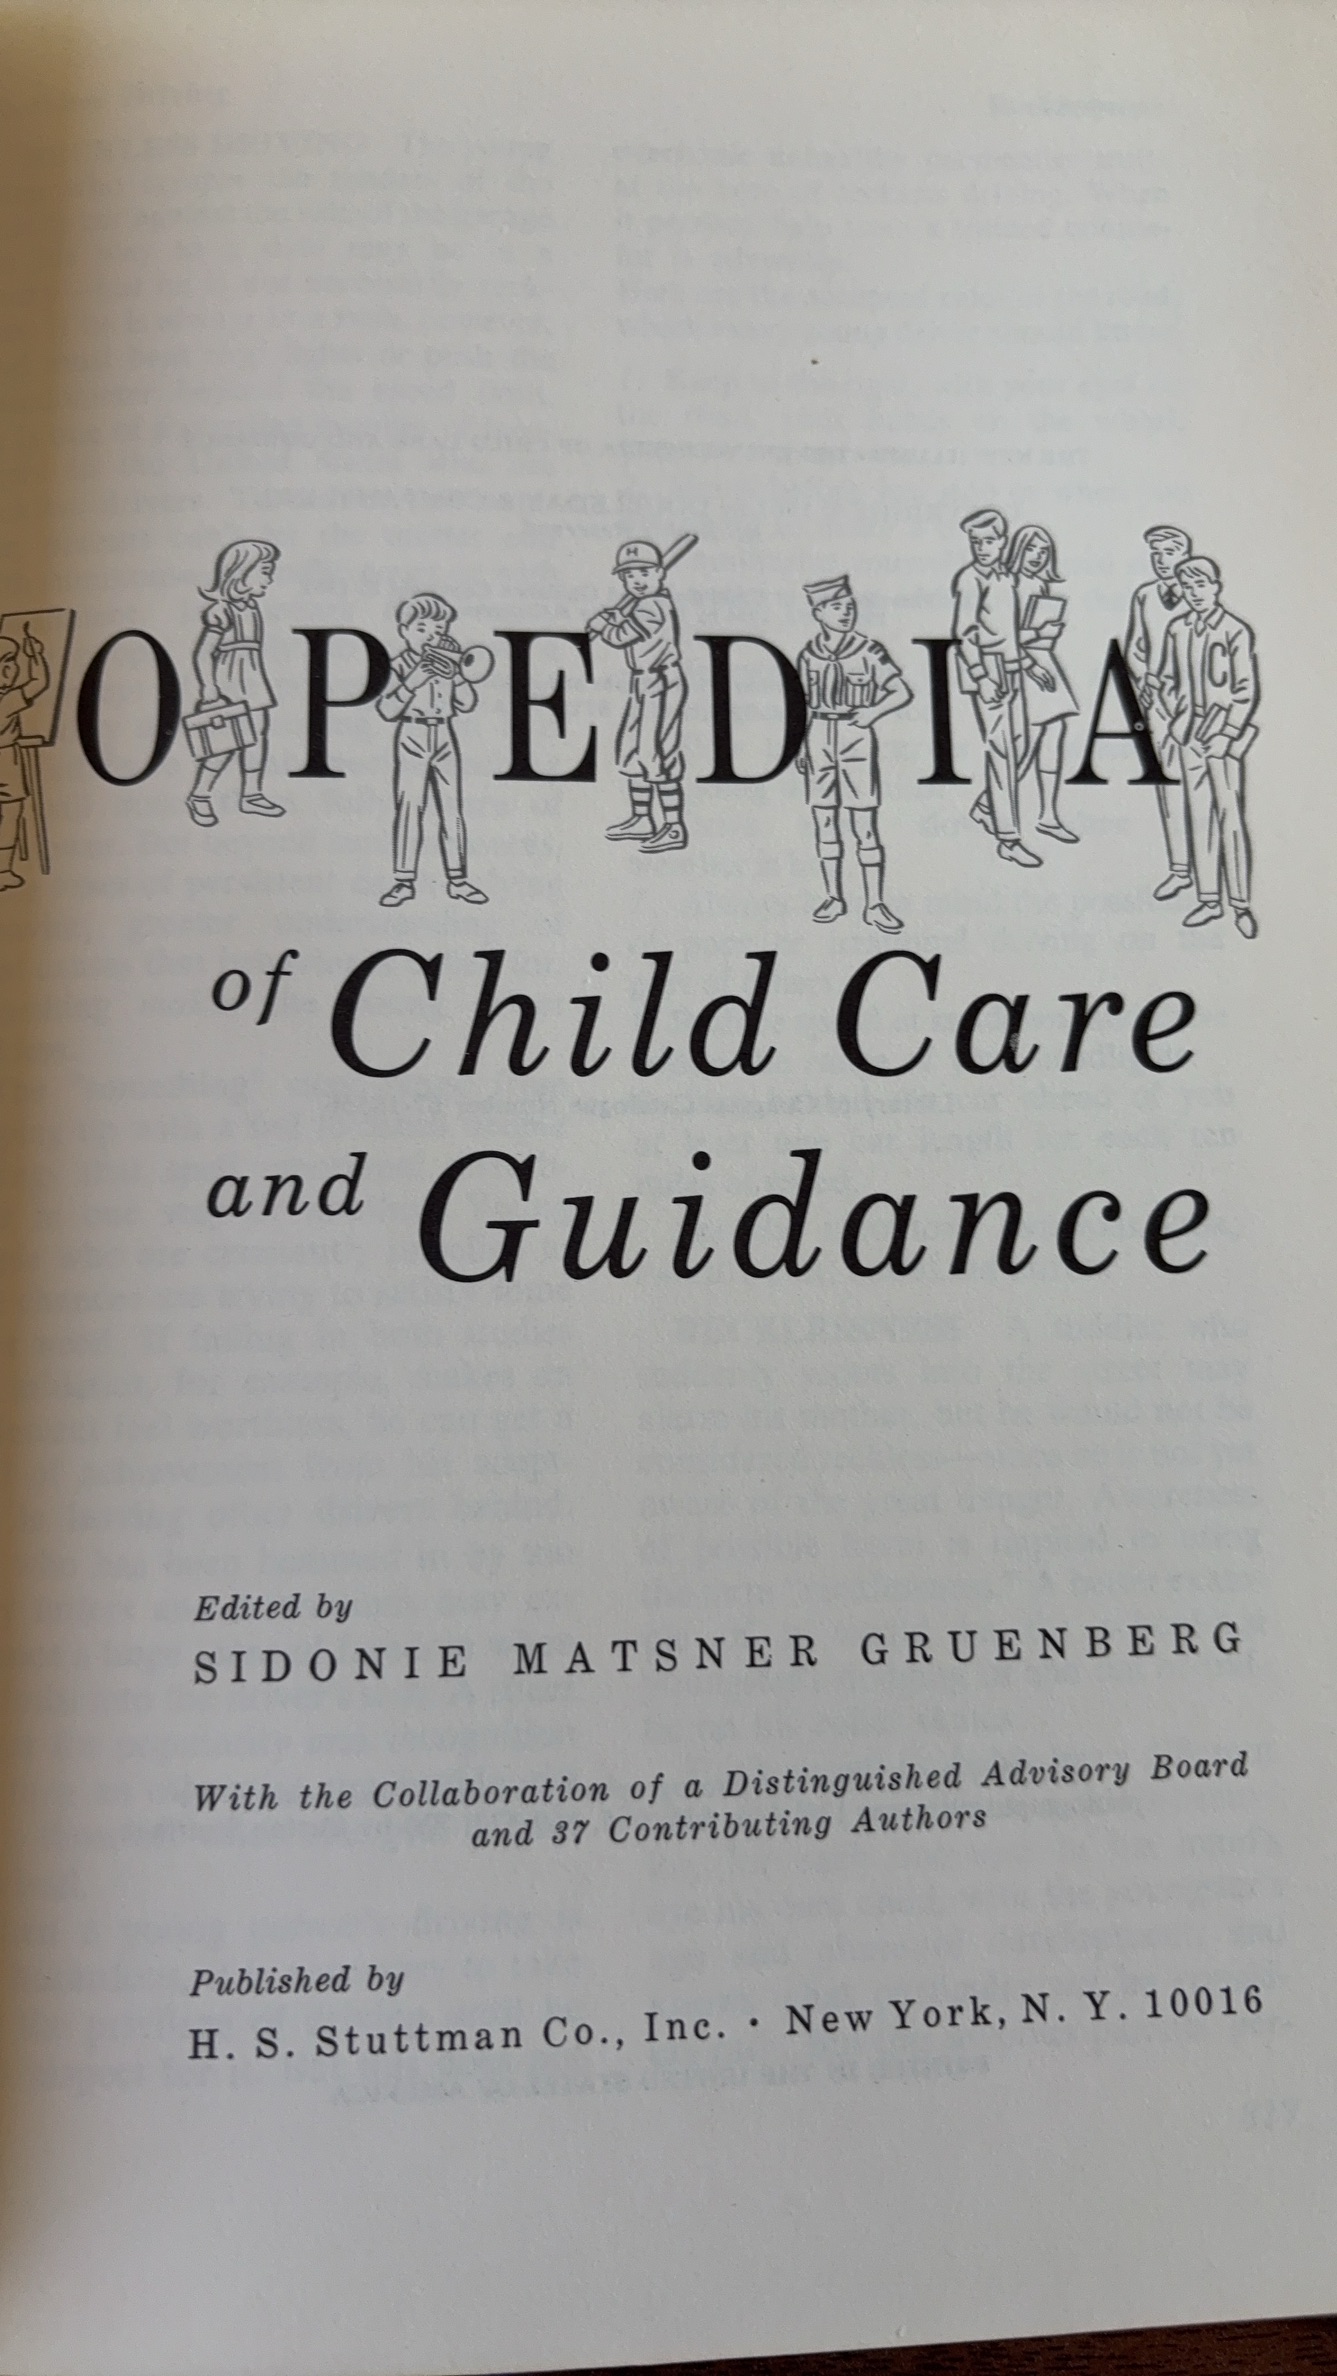 OPEDIA
of Child Care
and Guidance
Edited by
SIDONIE MATSNER GRUENBERG
With the Collaboration of a Distinguished Advisory Board
and 37 Contributing Authors
Published by
H. S. Stuttman Co., Inc. • New York, N. Y. 10016